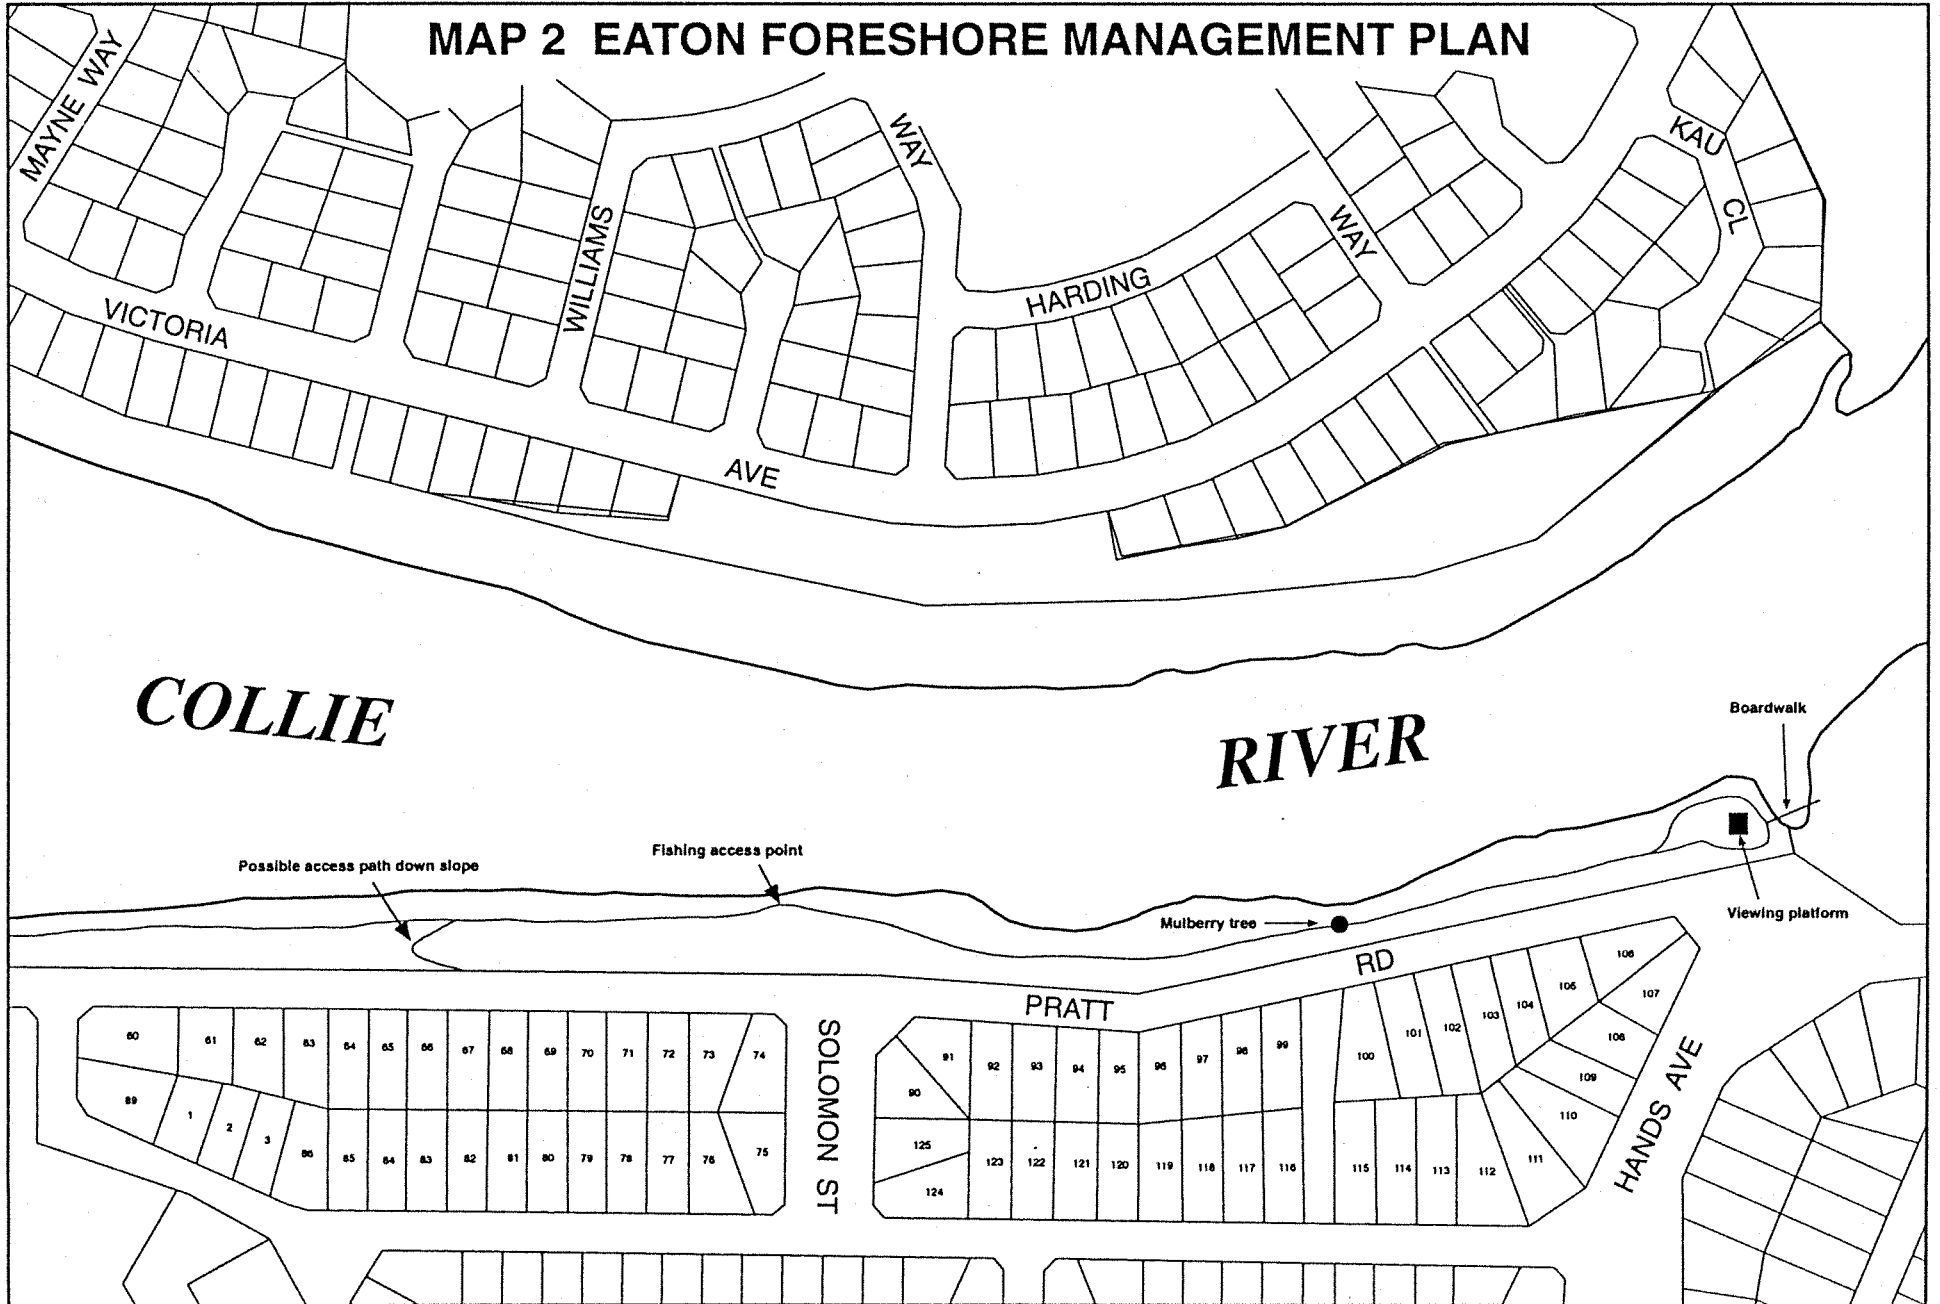 MAP 2 EATON FORESHORE MANAGEMENT PLAN
MAYNE WAY
WAY
KAU
CL
WAY
WILLIAMS
HARDING
VICTORIA
AVE
COLLIE
RIVER
Boardwalk
Fishing access point
Possible access path down slope
Mulberry tree
Viewing platform
RD
PRATT
SOLOMON ST
HANDS AVE
60 61 62 63 64 65 66 67 68 69 70 71 72 73 74
89 1 2 3 86 85 84 83 82 81 80 79 78 77 76 75
91 92 93 94 95 96 97 98 99 100 101 102 103 104 105 106
90
107
108
109
110
125
124 123 122 121 120 119 118 117 116 115 114 113 112 111